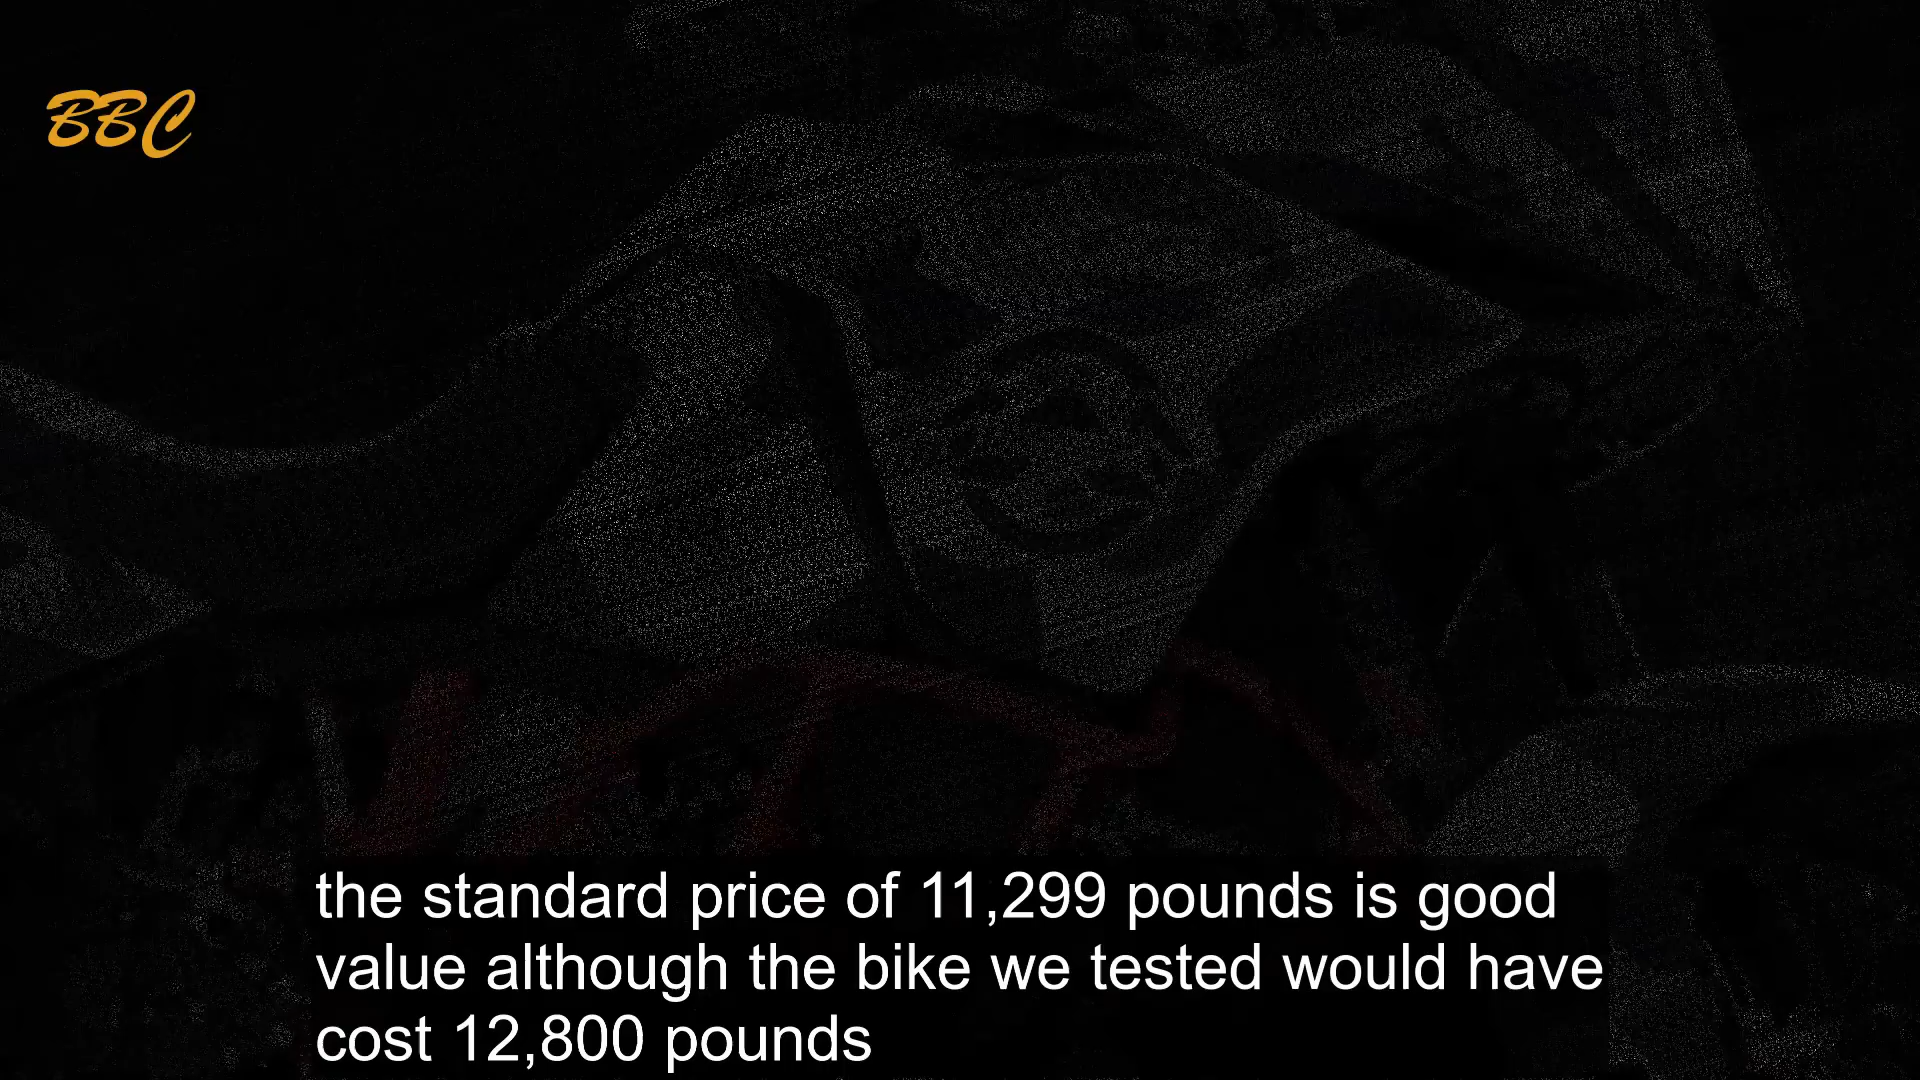 BBC
the standard price of 11,299 pounds is good
value although the bike we tested would have
cost 12,800 pounds